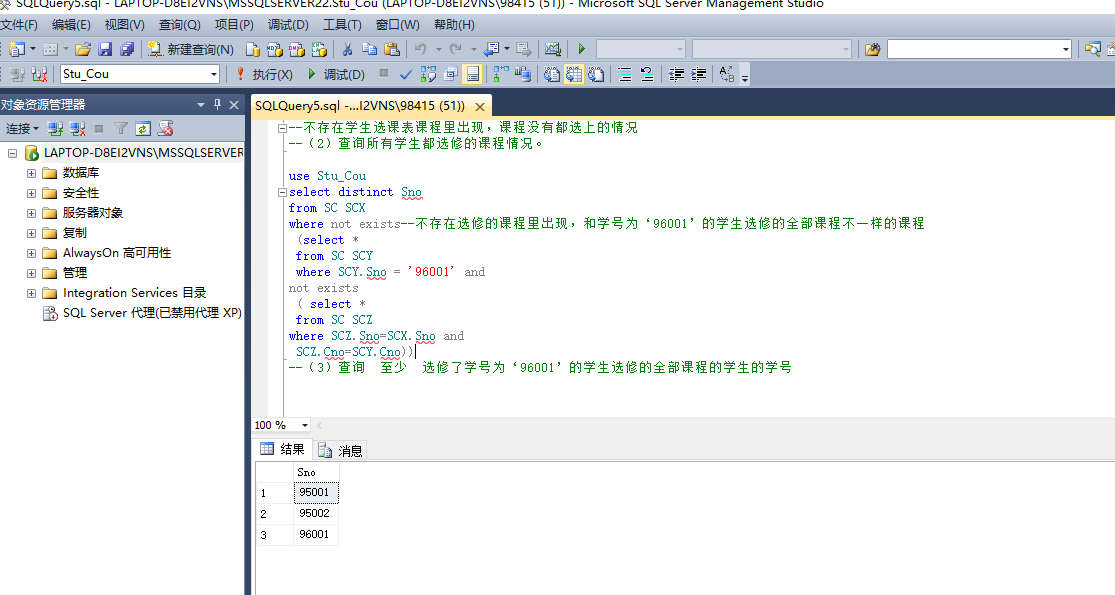 SQLQuery5.sql - LAPTOP-D8EI2VNS\MSSQLSERVER22.Stu_Cou (LAPTOP-D8EI2VNS\98415 (51)) - Microsoft SQL Server Management Studio
文件(F) 编辑(E) 视图(V) 查询(Q) 项目(P) 调试(D) 工具(T) 窗口(W) 帮助(H)
新建查询(N)
Stu_Cou 执行(X) 调试(D)
对象资源管理器
连接
LAPTOP-D8EI2VNS\MSSQLSERVER
数据库
安全性
服务器对象
复制
AlwaysOn 高可用性
管理
Integration Services 目录
SQL Server 代理(已禁用代理 XP)
SQLQuery5.sql -...I2VNS\98415 (51))
--不存在学生选课表课程里出现，课程没有都选上的情况
--（2）查询所有学生都选修的课程情况。
use Stu_Cou
select distinct Sno
from SC SCX
where not exists--不存在选修的课程里出现，和学号为‘96001’的学生选修的全部课程不一样的课程
(select *
from SC SCY
where SCY.Sno = '96001' and
not exists
( select *
from SC SCZ
where SCZ.Sno=SCX.Sno and
SCZ.Cno=SCY.Cno))
--（3）查询 至少 选修了学号为‘96001’的学生选修的全部课程的学生的学号
100 %
结果 消息
Sno
1 95001
2 95002
3 96001